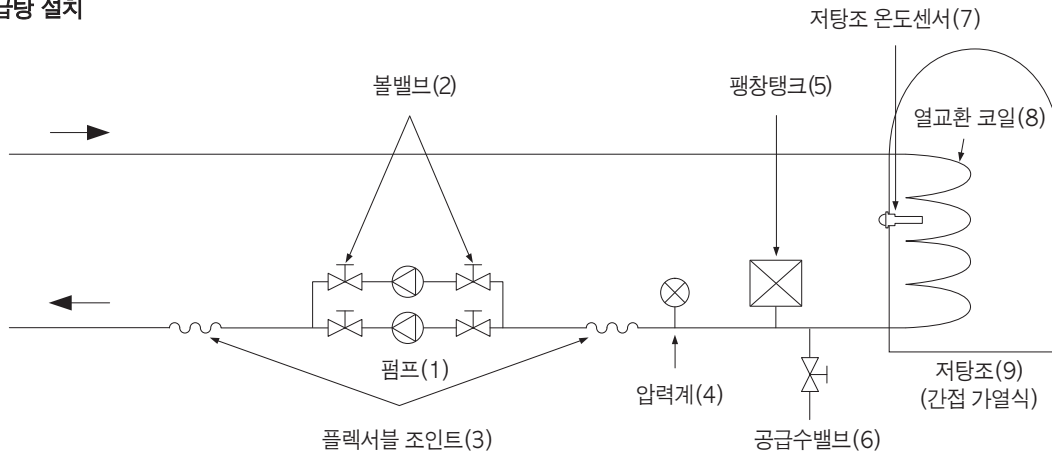 급탕 설치
저탕조 온도센서(7)
볼밸브(2)
팽창탱크(5)
열교환 코일(8)
펌프(1)
압력계(4)
저탕조(9)
(간접 가열식)
플렉서블 조인트(3)
공급수밸브(6)